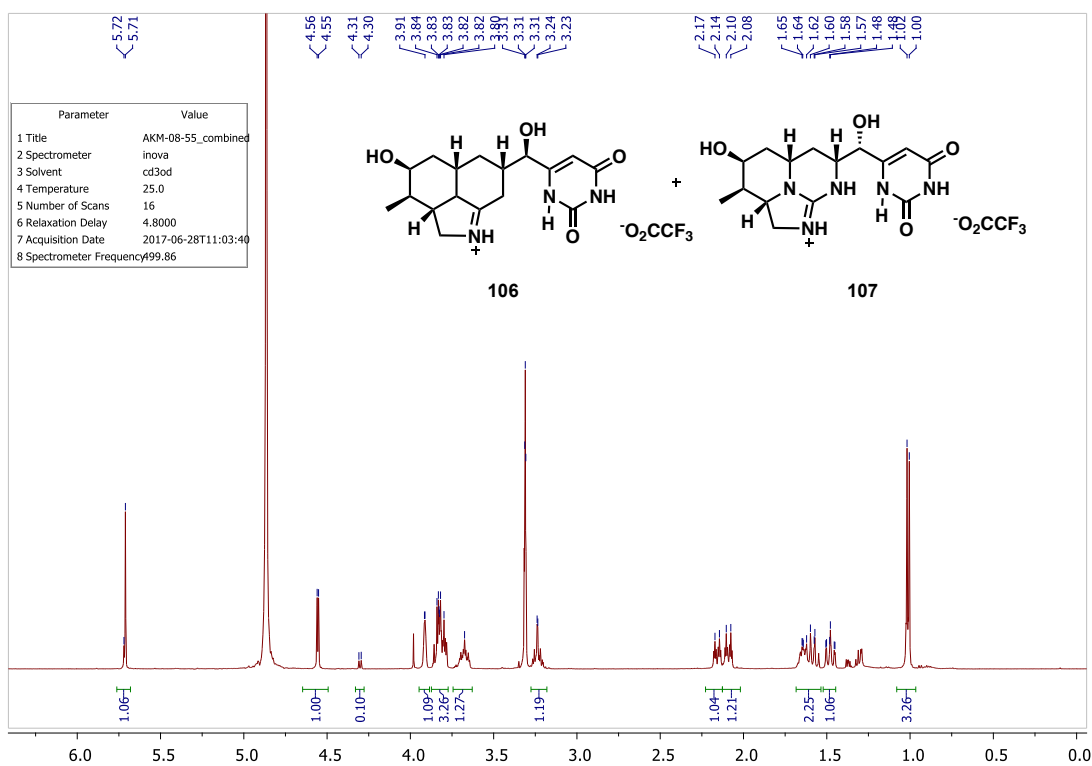 5.72 5.71 4.56 4.55 4.31 4.30 3.91 3.84 3.83 3.83 3.82 3.82 3.80 3.31 3.31 3.31 3.24 3.23 2.17 2.14 2.10 2.08 1.65 1.64 1.62 1.60 1.58 1.57 1.48 1.48 1.02 1.00
Parameter Value
1 Title AKM-08-55_combined
2 Spectrometer inova
3 Solvent cd3od
4 Temperature 25.0
5 Number of Scans 16
6 Relaxation Delay 4.8000
7 Acquisition Date 2017-06-28T11:03:40
8 Spectrometer Frequency 499.86
HO H H OH O N H NH O H NH + -O2CCF3
+
HO H H OH O N NH N H NH O H NH + -O2CCF3
106 107
1.06 1.00 0.10 1.09 3.26 1.27 1.19 1.04 1.21 2.25 1.06 3.26
6.0 5.5 5.0 4.5 4.0 3.5 3.0 2.5 2.0 1.5 1.0 0.5 0.0